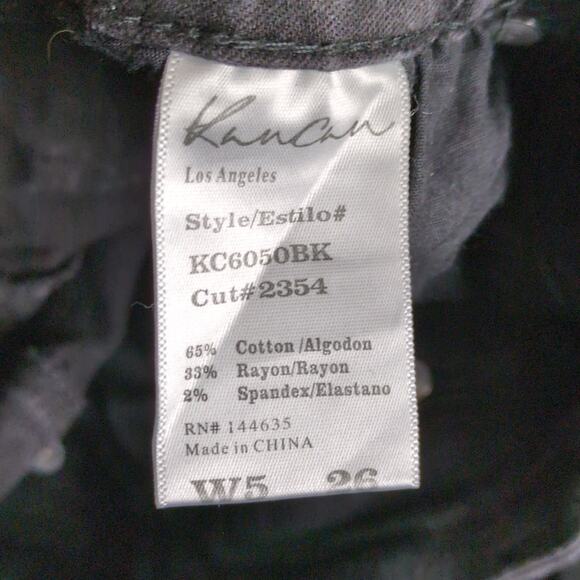 KanCan
Los Angeles
Style/Estilo#
KC6050BK
Cut#2354
65% Cotton/Algodon
33% Rayon/Rayon
2% Spandex/Elastano
RN# 144635
Made in CHINA
W5 26